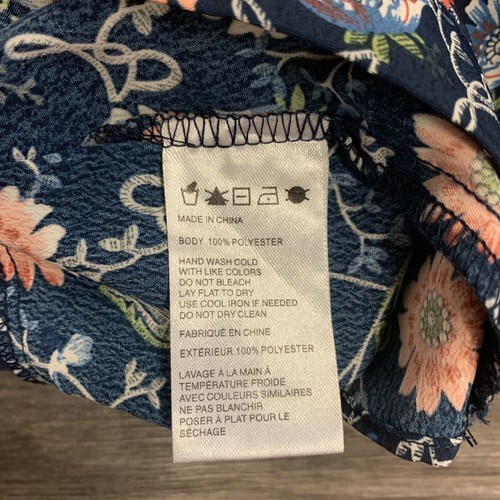 MADE IN CHINA
BODY: 100% POLYESTER
HAND WASH COLD
WITH LIKE COLORS
DO NOT BLEACH
LAY FLAT TO DRY
USE COOL IRON IF NEEDED
DO NOT DRY CLEAN
FABRIQUÉ EN CHINE
EXTERIEUR:100% POLYESTER
LAVAGE À LA MAIN À
TEMPÉRATURE FROIDE
AVEC COULEURS SIMILAIRES
NE PAS BLANCHIR
POSER À PLAT POUR LE
SÉCHAGE